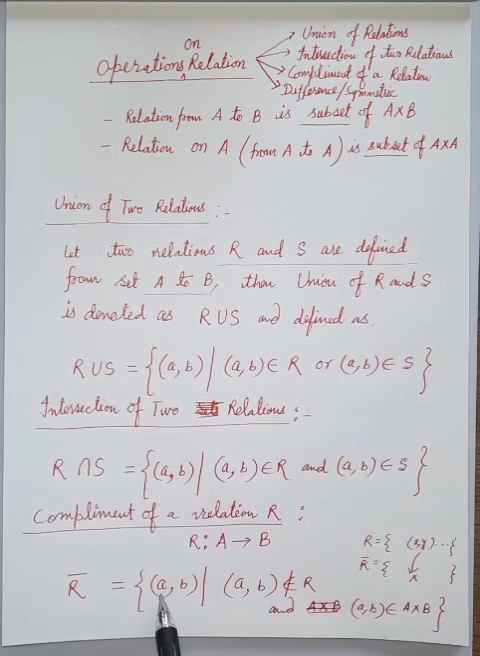 Operations on Relation
Union of Relations
Intersection of two Relations
Compliment of a Relation
Difference/Symmetric
- Relation from A to B is subset of A×B
- Relation on A (from A to A) is subset of A×A
Union of Two Relations :-
Let two relations R and S are defined
from set A to B, then Union of R and S
is denoted as R ∪ S and defined as,
R ∪ S = {(a, b) | (a, b) ∈ R or (a, b) ∈ S}
Intersection of Two Relations :-
R ∩ S = {(a, b) | (a, b) ∈ R and (a, b) ∈ S}
Compliment of a relation R :
R : A → B
R = { (x,y) ...}
R̅ = { x }
R̅ = {(a, b) | (a, b) ∉ R
and A×B (a, b) ∈ A×B}